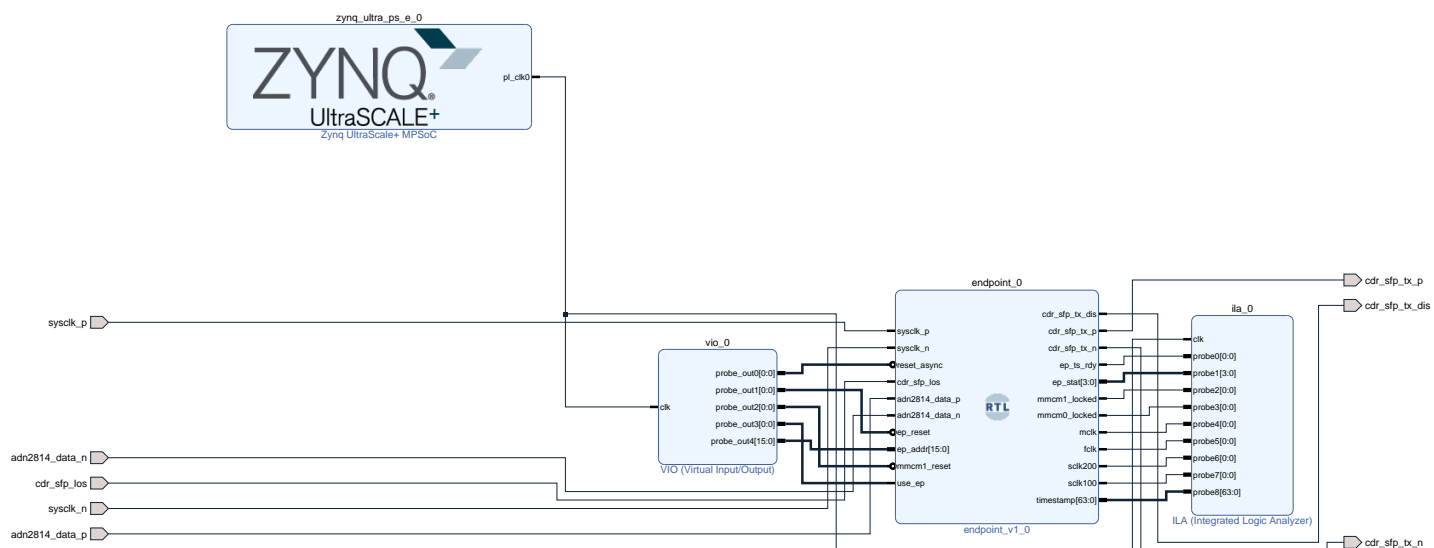 zynq_ultra_ps_e_0
ZYNQ®
UltraSCALE+
pl_clk0
Zynq UltraScale+ MPSoC
sysclk_p
adn2814_data_n
cdr_sfp_los
sysclk_n
adn2814_data_p
vio_0
clk
probe_out0[0:0]
probe_out1[0:0]
probe_out2[0:0]
probe_out3[0:0]
probe_out4[15:0]
VIO (Virtual Input/Output)
endpoint_0
sysclk_p
sysclk_n
reset_async
cdr_sfp_los
adn2814_data_p
adn2814_data_n
ep_reset
ep_addr[15:0]
mmcm1_reset
use_ep
RTL
cdr_sfp_tx_dis
cdr_sfp_tx_p
cdr_sfp_tx_n
ep_ts_rdy
ep_stat[3:0]
mmcm1_locked
mmcm0_locked
mclk
fclk
sclk200
sclk100
timestamp[63:0]
endpoint_v1_0
ila_0
clk
probe0[0:0]
probe1[3:0]
probe2[0:0]
probe3[0:0]
probe4[0:0]
probe5[0:0]
probe6[0:0]
probe7[0:0]
probe8[63:0]
ILA (Integrated Logic Analyzer)
cdr_sfp_tx_p
cdr_sfp_tx_dis
cdr_sfp_tx_n